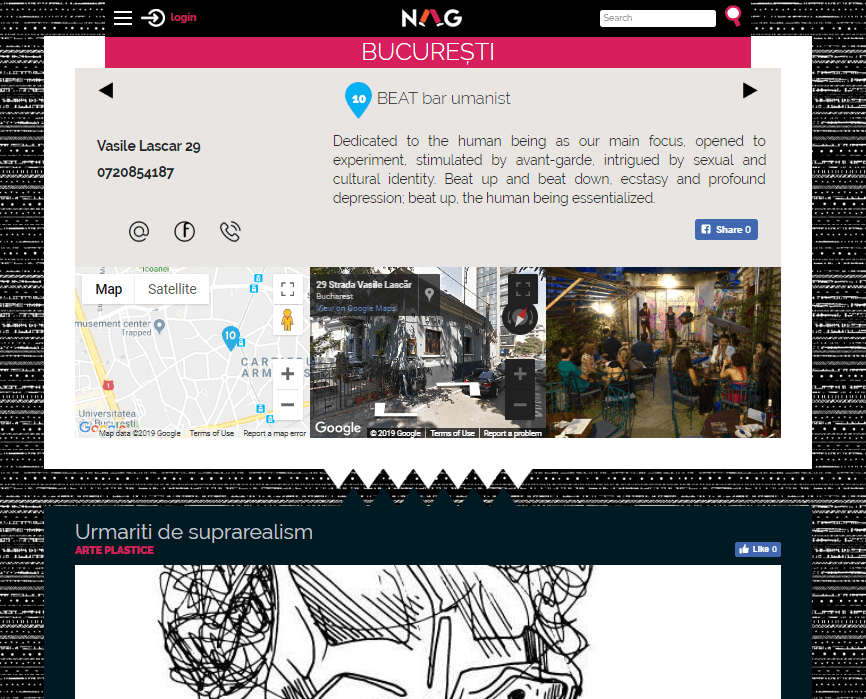 login
NAG
Search
BUCUREȘTI
10
BEAT bar umanist
Vasile Lascar 29
0720854187
Dedicated to the human being as our main focus, opened to
experiment, stimulated by avant-garde, intrigued by sexual and
cultural identity. Beat up and beat down, ecstasy and profound
depression; beat up, the human being essentialized.
Share 0
Map
Satellite
musement center
Trapped
10
Universitatea
Google
Map data ©2019 Google
Terms of Use
Report a map error
29 Strada Vasile Lascăr
Bucharest
View on Google Maps
Google
© 2019 Google
Terms of Use
Report a problem
Urmariti de suprarealism
ARTE PLASTICE
Like 0